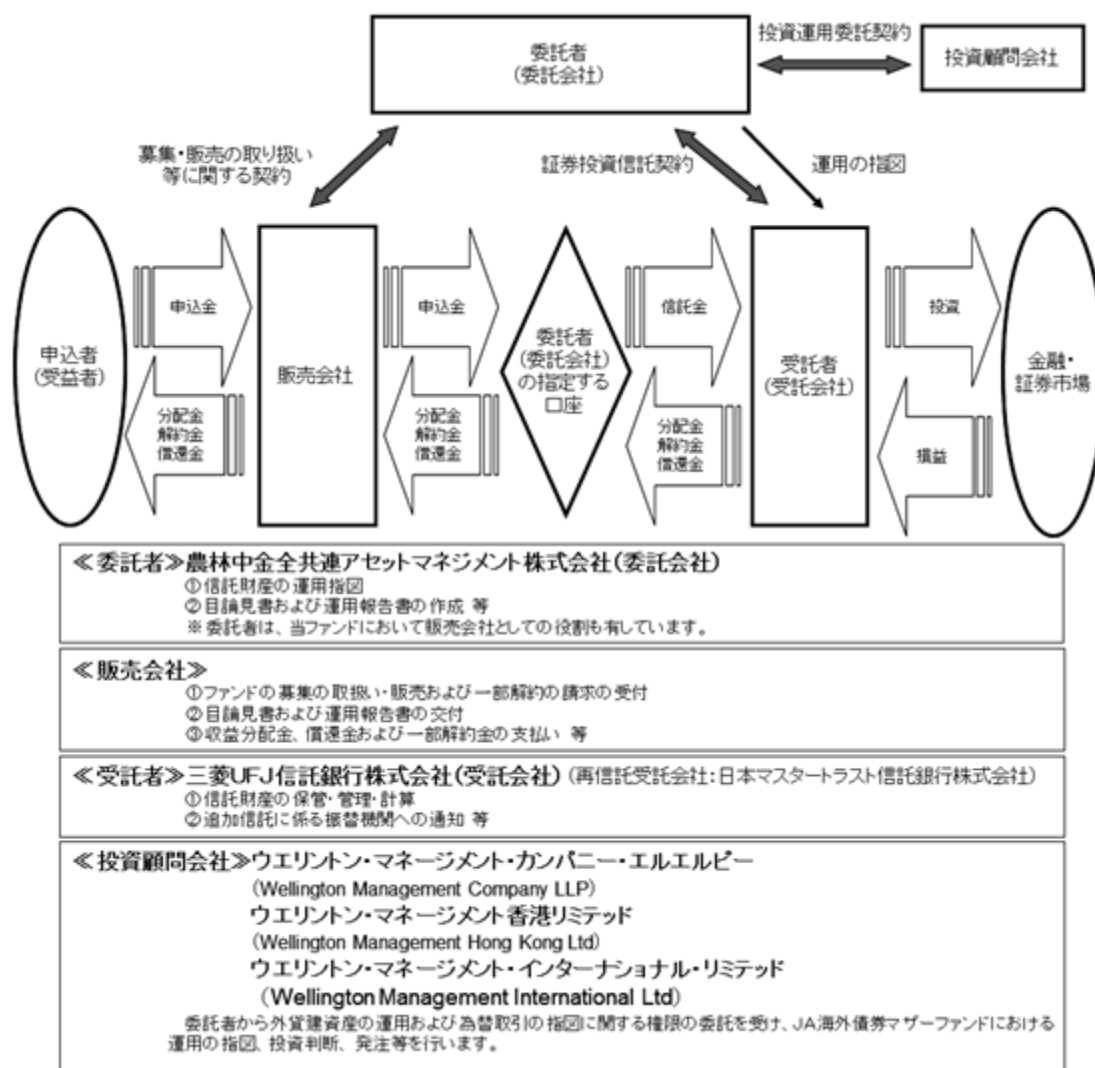 委託者
(委託会社)
投資運用委託契約
投資顧問会社
募集・販売の取り扱い
等に関する契約
証券投資信託契約
運用の指図
申込者
(受益者)
申込金
分配金
解約金
償還金
販売会社
申込金
分配金
解約金
償還金
委託者
(委託会社)
の指定する
口座
信託金
分配金
解約金
償還金
受託者
(受託会社)
投資
損益
金融・
証券市場
≪委託者≫農林中金全共連アセットマネジメント株式会社(委託会社)
①信託財産の運用指図
②目論見書および運用報告書の作成 等
※委託者は、当ファンドにおいて販売会社としての役割も有しています。
≪販売会社≫
①ファンドの募集の取扱い・販売および一部解約の請求の受付
②目論見書および運用報告書の交付
③収益分配金、償還金および一部解約金の支払い 等
≪受託者≫三菱UFJ信託銀行株式会社(受託会社) (再信託受託会社:日本マスタートラスト信託銀行株式会社)
①信託財産の保管・管理・計算
②追加信託に係る振替機関への通知 等
≪投資顧問会社≫ウエリントン・マネージメント・カンパニー・エルエルピー
(Wellington Management Company LLP)
ウエリントン・マネージメント香港リミテッド
(Wellington Management Hong Kong Ltd)
ウエリントン・マネージメント・インターナショナル・リミテッド
(Wellington Management International Ltd)
委託者から外貨建資産の運用および為替取引の指図に関する権限の委託を受け、JA海外債券マザーファンドにおける
運用の指図、投資判断、発注等を行います。